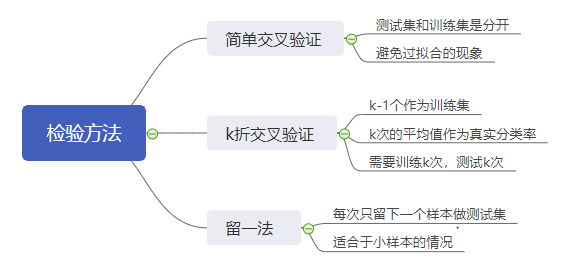 检验方法
简单交叉验证
测试集和训练集是分开
避免过拟合的现象
k折交叉验证
k-1个作为训练集
k次的平均值作为真实分类率
需要训练k次，测试k次
留一法
每次只留下一个样本做测试集
适合于小样本的情况